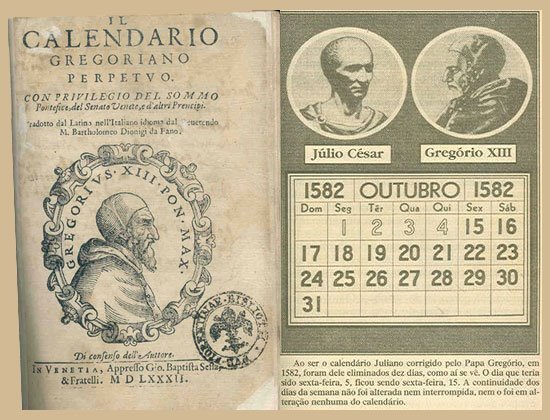 IL
CALENDARIO
GREGORIANO
PERPETVO.
CON PRIVILEGIO DEL SOMMO
Pontefice, del Senato Veneto, e d'altri Prencipi.
dal Latino nell'Italiano idioma dal
M. Bartholomeo Dionigi da Fano.
GREGORIVS XIII PON. MAX.
Di consenso dell'Auttore.
IN VENETIA, Appresso Gio. Baptista Sessa,
& Fratelli. M D LXXXII.
Júlio César
Gregório XIII
1582 OUTUBRO 1582
Dom Seg Têr Qua Qui Sex Sáb
1 2 3 4 15 16
17 18 19 20 21 22 23
24 25 26 27 28 29 30
31
Ao ser o calendário Juliano corrigido pelo Papa Gregório, em
1582, foram dele eliminados dez dias, como aí se vê. O dia que teria
sido sexta-feira, 5, ficou sendo sexta-feira, 15. A continuidade dos
dias da semana não foi alterada nem interrompida, nem o foi em al-
teração nenhuma do calendário.